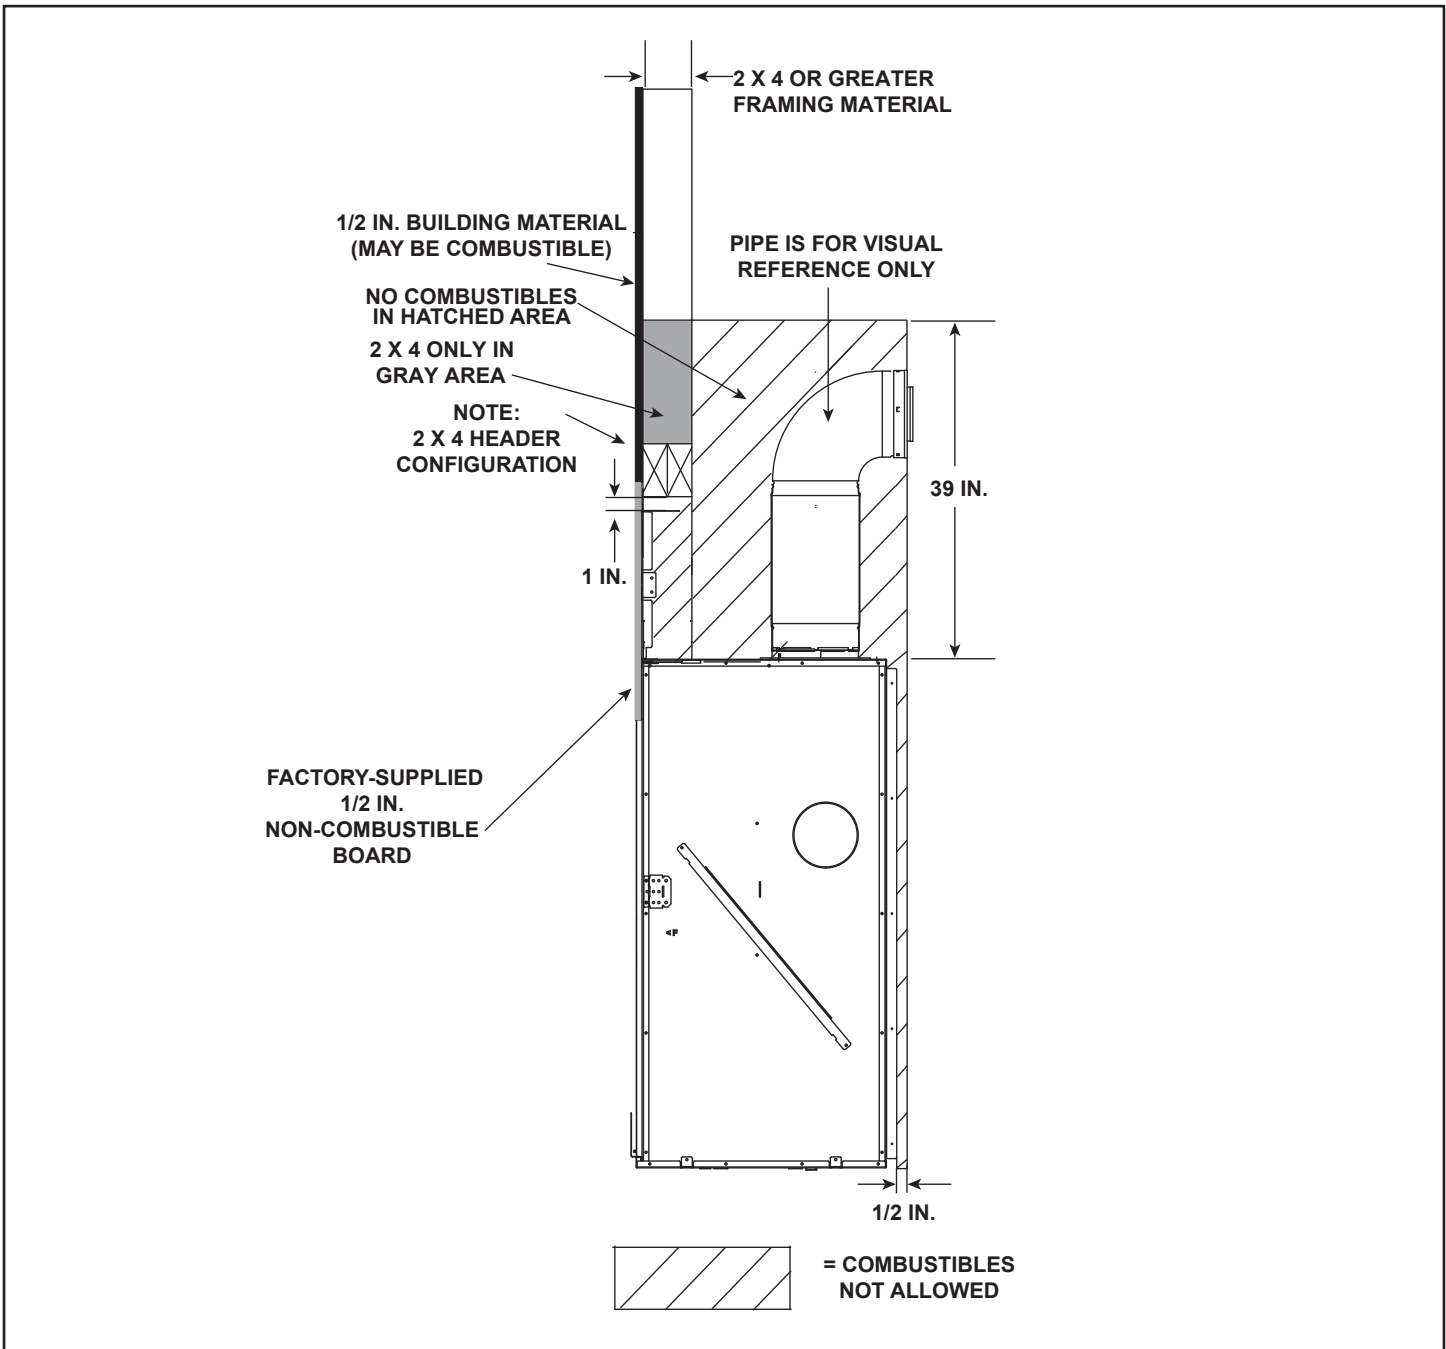 2 X 4 OR GREATER
FRAMING MATERIAL
1/2 IN. BUILDING MATERIAL
(MAY BE COMBUSTIBLE)
PIPE IS FOR VISUAL
REFERENCE ONLY
NO COMBUSTIBLES
IN HATCHED AREA
2 X 4 ONLY IN
GRAY AREA
NOTE:
2 X 4 HEADER
CONFIGURATION
39 IN.
1 IN.
FACTORY-SUPPLIED
1/2 IN.
NON-COMBUSTIBLE
BOARD
1/2 IN.
= COMBUSTIBLES
NOT ALLOWED